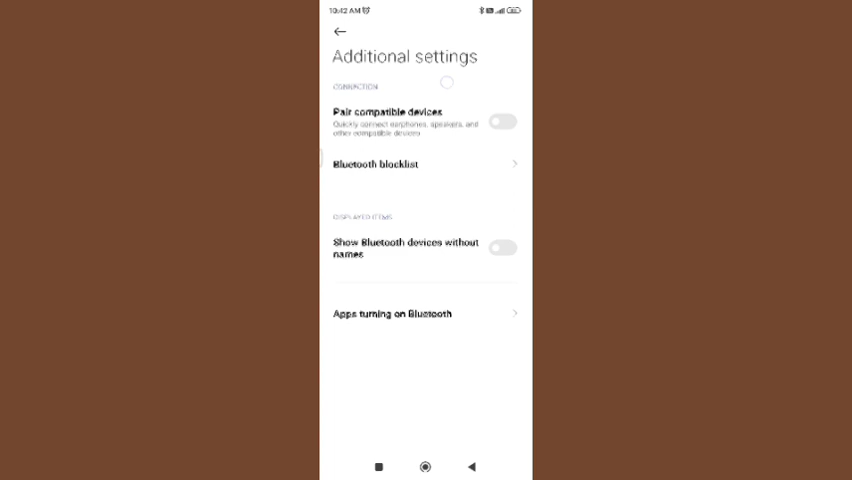 10:42 AM
Additional settings
CONNECTION
Pair compatible devices
Quickly connect earphones, speakers, and
other compatible devices
Bluetooth blocklist
DISPLAYED ITEMS
Show Bluetooth devices without
names
Apps turning on Bluetooth